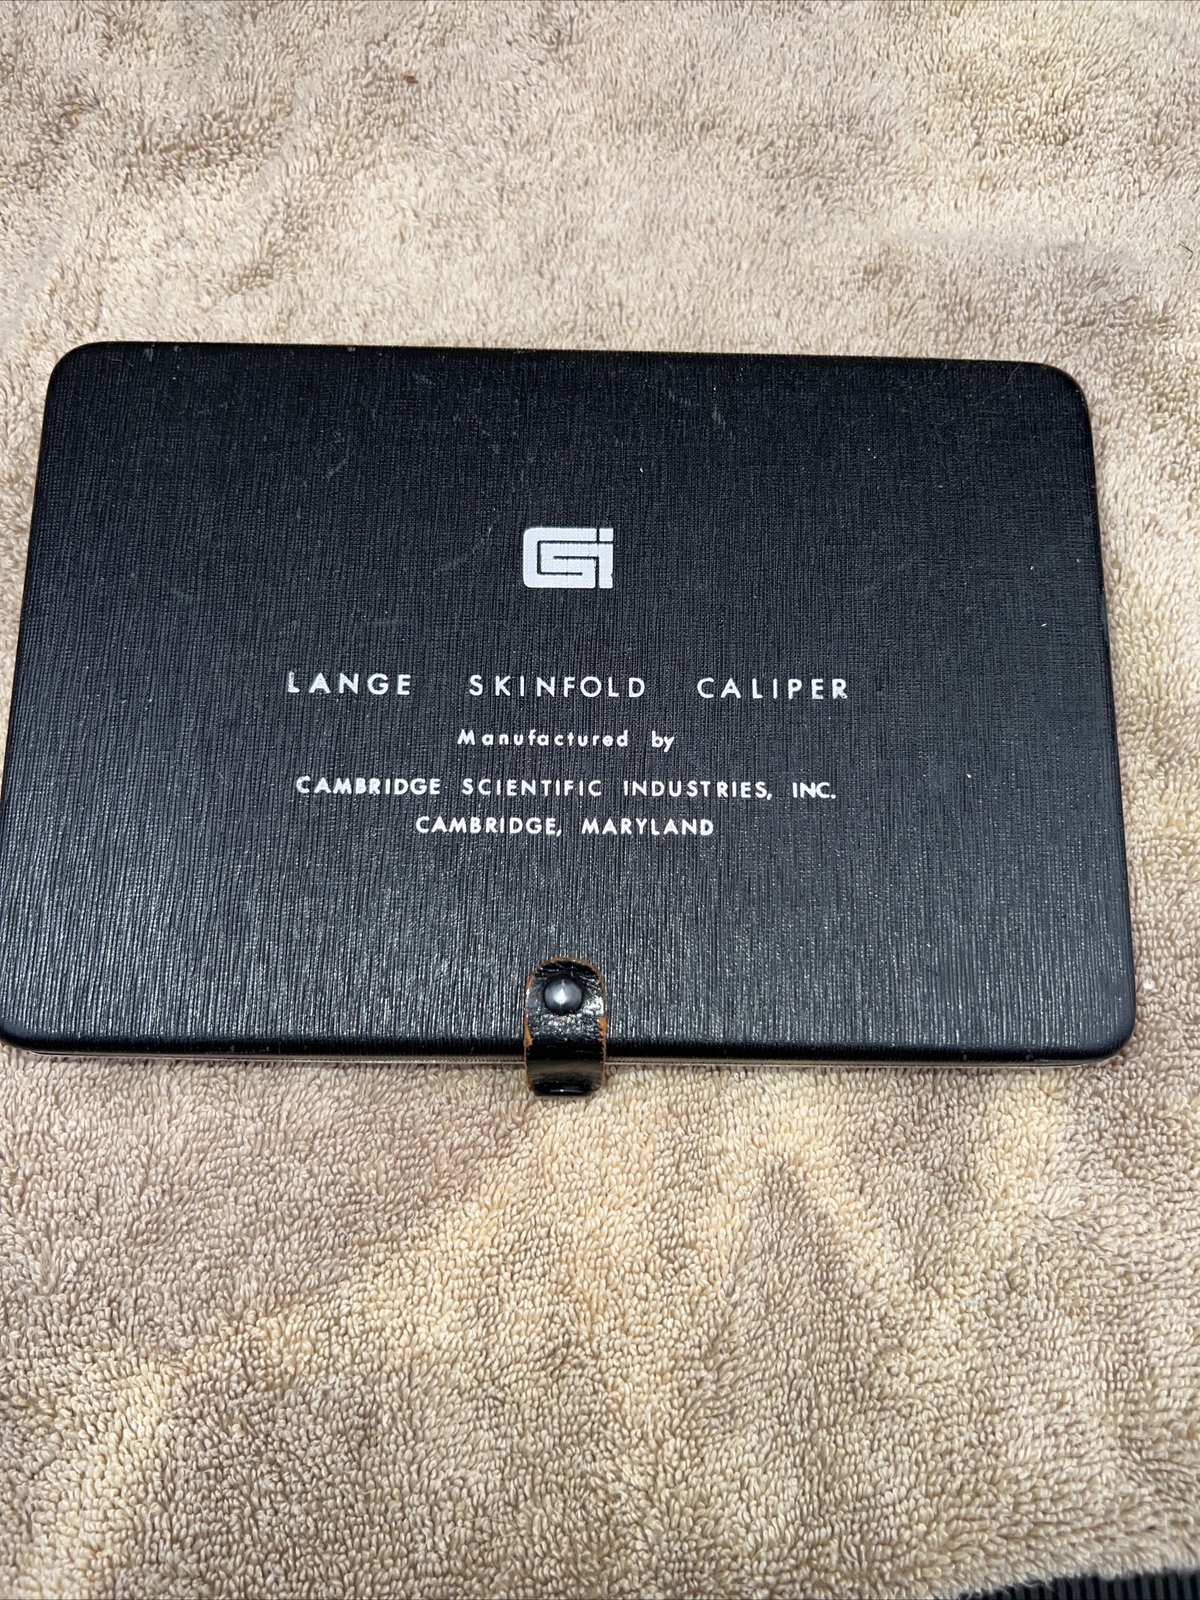 CSi
LANGE SKINFOLD CALIPER
Manufactured by
CAMBRIDGE SCIENTIFIC INDUSTRIES, INC.
CAMBRIDGE, MARYLAND